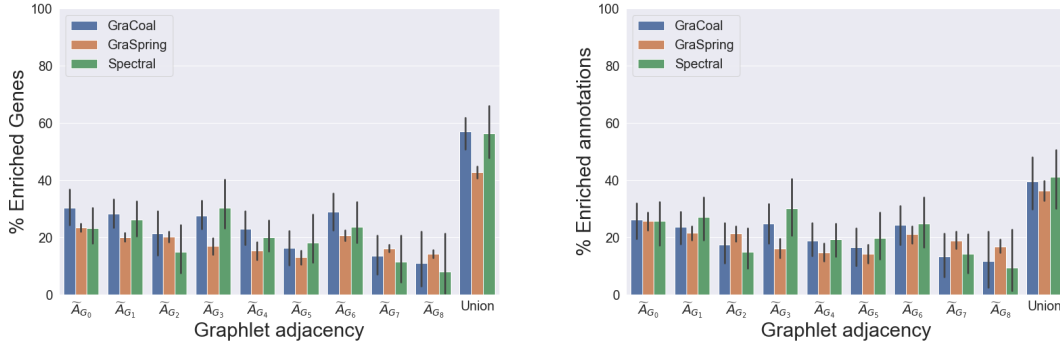 100
80
60
40
20
0
% Enriched Genes
GraCoal
GraSpring
Spectral
Ã_G₀ Ã_G₁ Ã_G₂ Ã_G₃ Ã_G₄ Ã_G₅ Ã_G₆ Ã_G₇ Ã_G₈ Union
Graphlet adjacency
100
80
60
40
20
0
% Enriched annotations
GraCoal
GraSpring
Spectral
Ã_G₀ Ã_G₁ Ã_G₂ Ã_G₃ Ã_G₄ Ã_G₅ Ã_G₆ Ã_G₇ Ã_G₈ Union
Graphlet adjacency